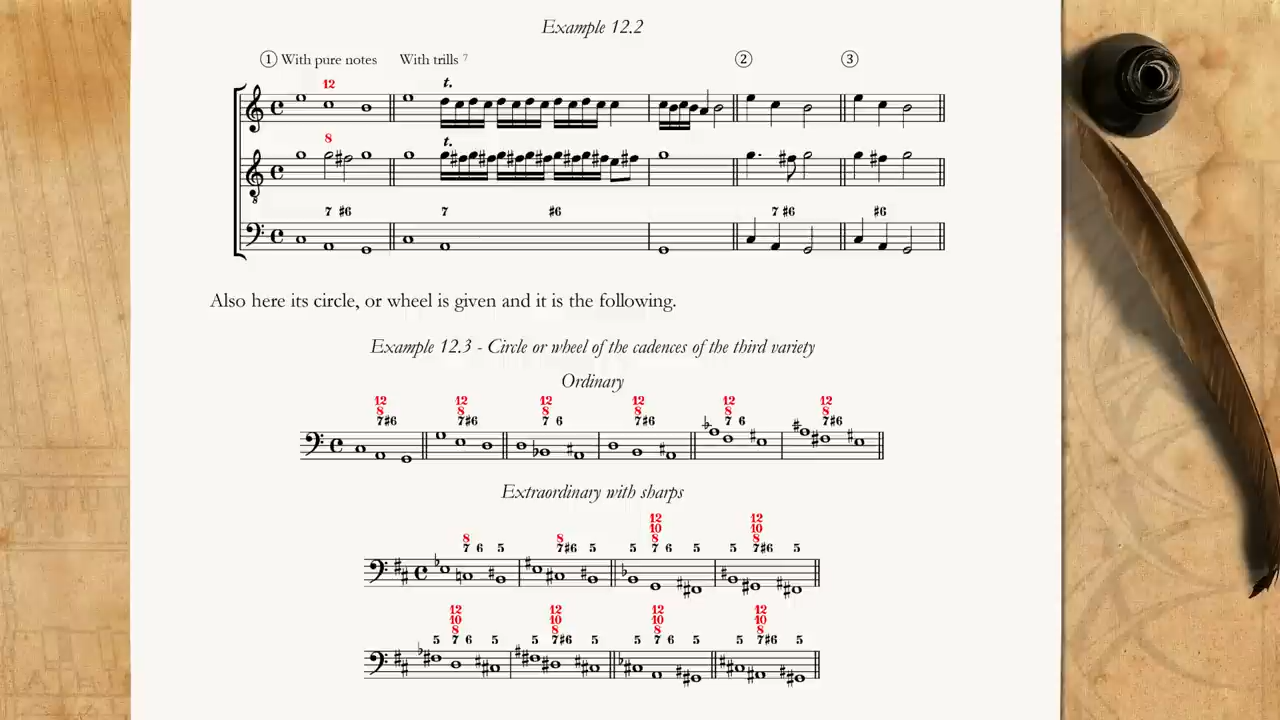 Example 12.2
① With pure notes With trills ⁷ ② ③
12 t.
8 t.
7 #6 7 #6 7 #6 #6
Also here its circle, or wheel is given and it is the following.
Example 12.3 - Circle or wheel of the cadences of the third variety
Ordinary
12 12 12 12 12 12
8 8 8 8 8 8
7#6 7#6 7 6 7#6 7 6 7#6
Extraordinary with sharps
12 12
10 10
8 8 8 8
7 6 5 7#6 5 5 7 6 5 5 7#6 5
12 12 12 12
10 10 10 10
8 8 8 8
5 7 6 5 5 7#6 5 5 7 6 5 5 7#6 5